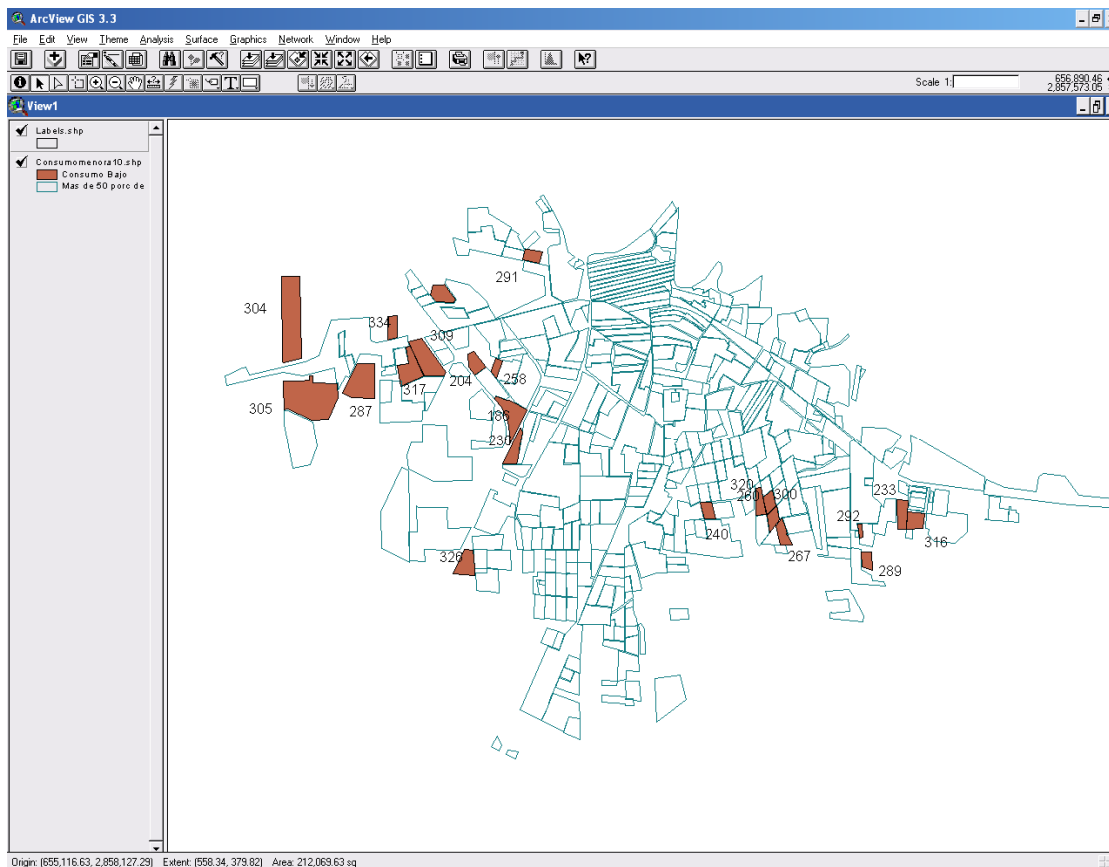 ArcView GIS 3.3
File Edit View Theme Analysis Surface Graphics Network Window Help
Scale 1:
656,890.46
2,857,573.05
View1
Labels.shp
Consumomenora10.shp
Consumo Bajo
Mas de 50 porc de
291
304
334
309
317
204
258
305
287
186
230
320
260
300
233
292
240
316
267
326
289
Origin: (655,116.63, 2,858,127.29) Extent: (558.34, 379.82) Area: 212,069.63 sq